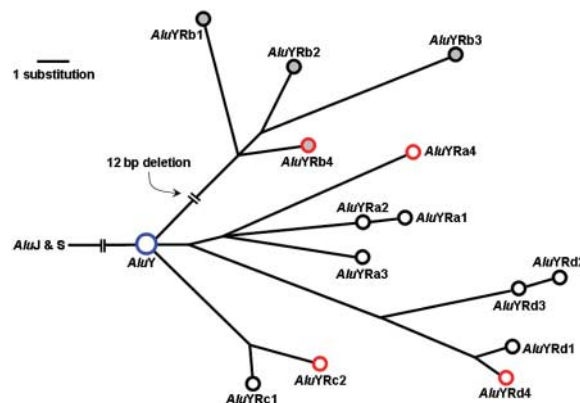 AluYRb1
AluYRb2
AluYRb3
1 substitution
AluYRb4
AluYRa4
12 bp deletion
AluYRa2
AluYRa1
AluJ & S
AluY
AluYRa3
AluYRd2
AluYRd3
AluYRd1
AluYRc2
AluYRd4
AluYRc1